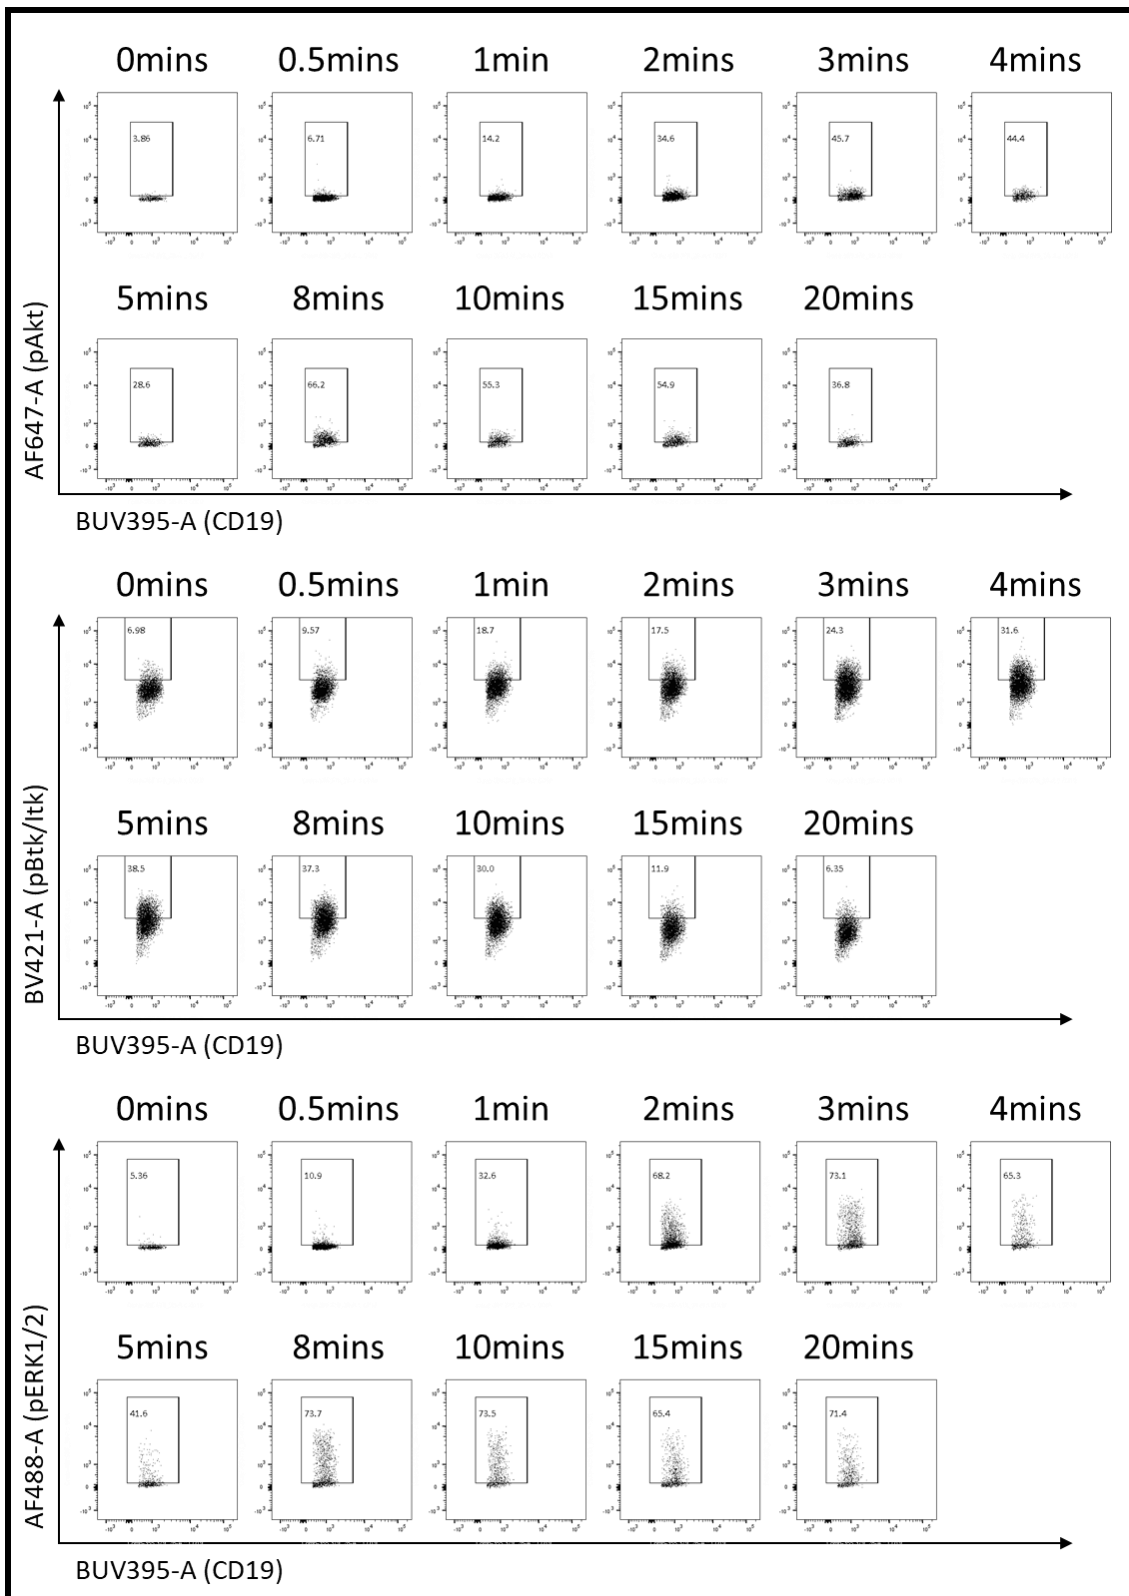 0mins 0.5mins 1min 2mins 3mins 4mins
3.86 6.71 14.2 34.6 45.7 44.4
5mins 8mins 10mins 15mins 20mins
28.6 66.2 55.3 54.9 36.8
AF647-A (pAkt)
BUV395-A (CD19)
0mins 0.5mins 1min 2mins 3mins 4mins
6.98 9.57 18.7 17.5 24.3 31.6
5mins 8mins 10mins 15mins 20mins
38.5 37.3 30.0 11.9 6.35
BV421-A (pBtk/Itk)
BUV395-A (CD19)
0mins 0.5mins 1min 2mins 3mins 4mins
5.36 10.9 32.6 68.2 73.1 65.3
5mins 8mins 10mins 15mins 20mins
41.6 73.7 73.5 65.4 71.4
AF488-A (pERK1/2)
BUV395-A (CD19)